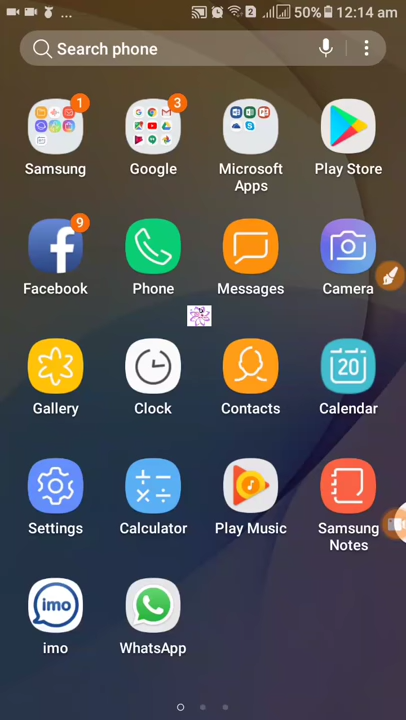 ... 2 50% 12:14 am
Search phone
1 3
Samsung Google Microsoft Apps Play Store
9
f
Facebook Phone Messages Camera
20
Gallery Clock Contacts Calendar
Settings Calculator Play Music Samsung Notes
imo
imo WhatsApp